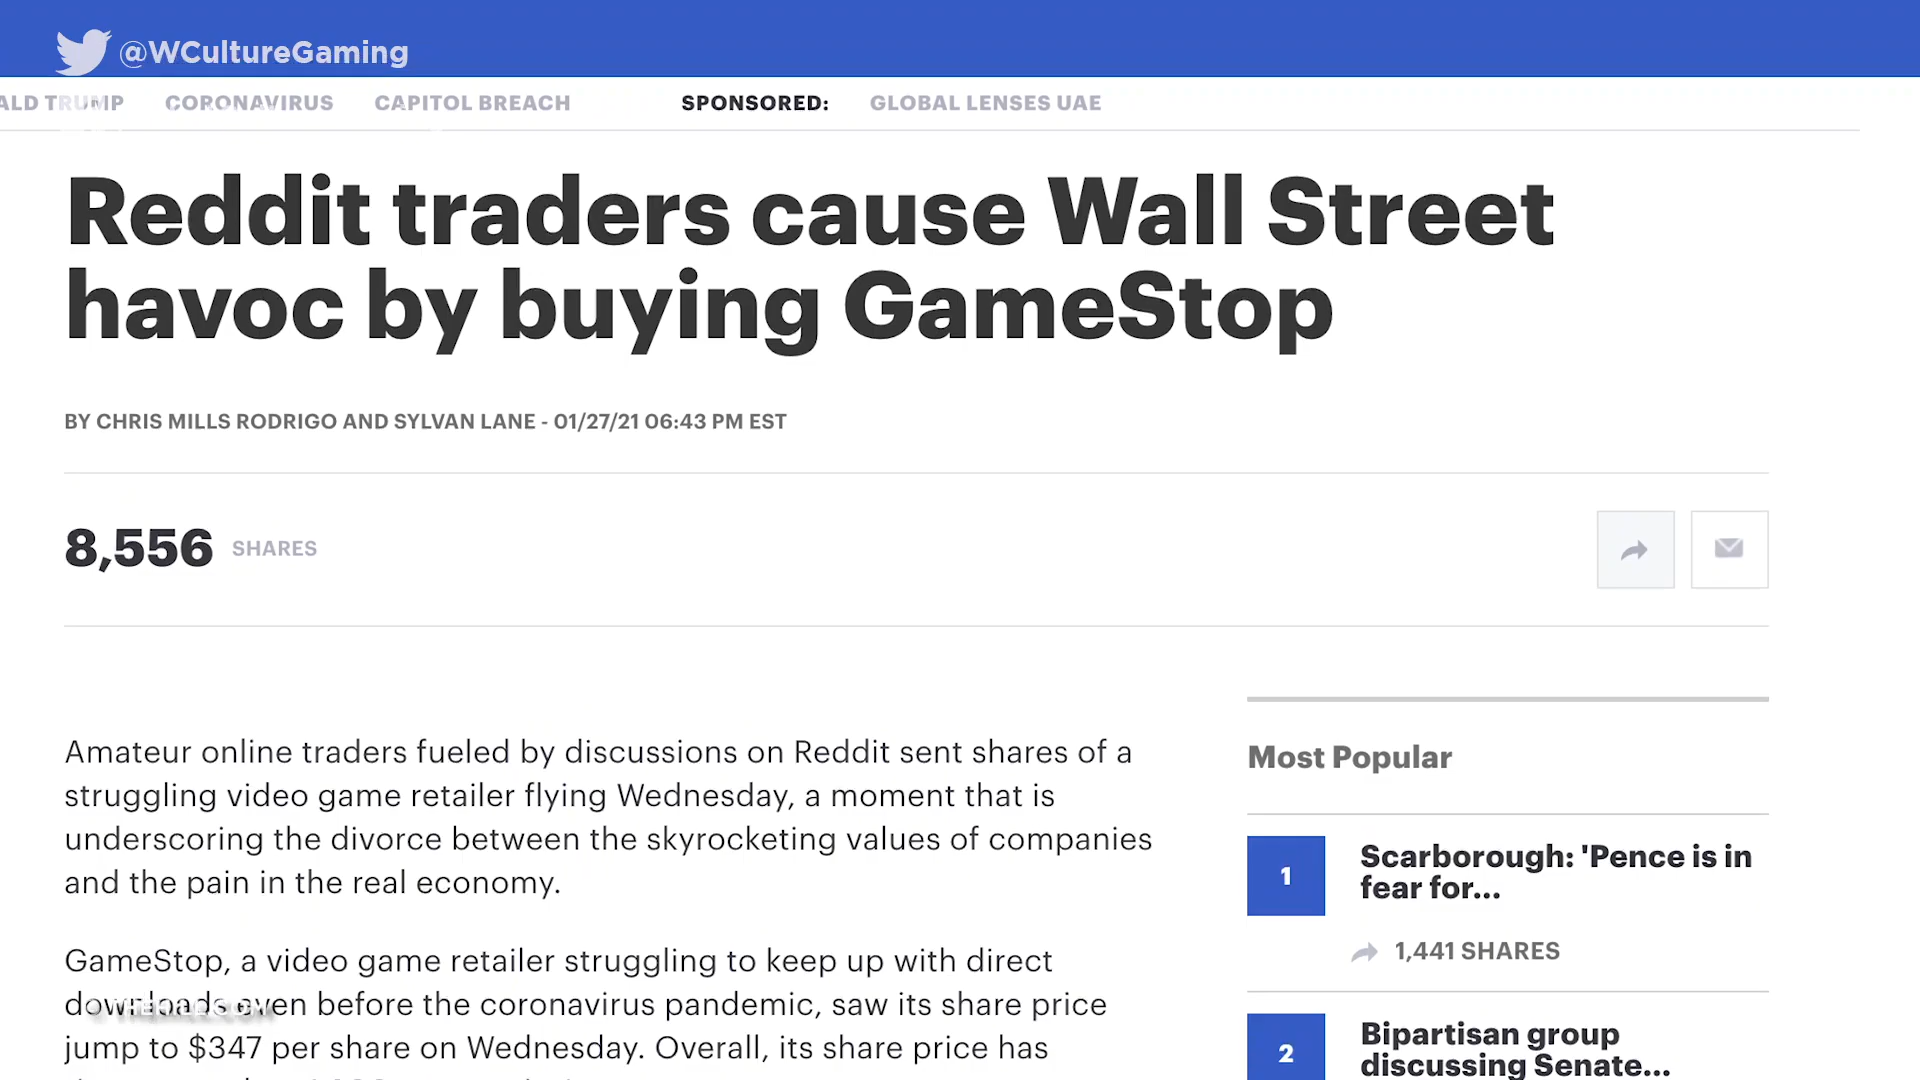 @WCultureGaming
ALD TRUMP CORONAVIRUS CAPITOL BREACH SPONSORED: GLOBAL LENSES UAE
Reddit traders cause Wall Street
havoc by buying GameStop
BY CHRIS MILLS RODRIGO AND SYLVAN LANE - 01/27/21 06:43 PM EST
8,556 SHARES
Amateur online traders fueled by discussions on Reddit sent shares of a
struggling video game retailer flying Wednesday, a moment that is
underscoring the divorce between the skyrocketing values of companies
and the pain in the real economy.
GameStop, a video game retailer struggling to keep up with direct
downloads even before the coronavirus pandemic, saw its share price
jump to $347 per share on Wednesday. Overall, its share price has
Most Popular
1
Scarborough: 'Pence is in
fear for...
1,441 SHARES
2
Bipartisan group
discussing Senate...